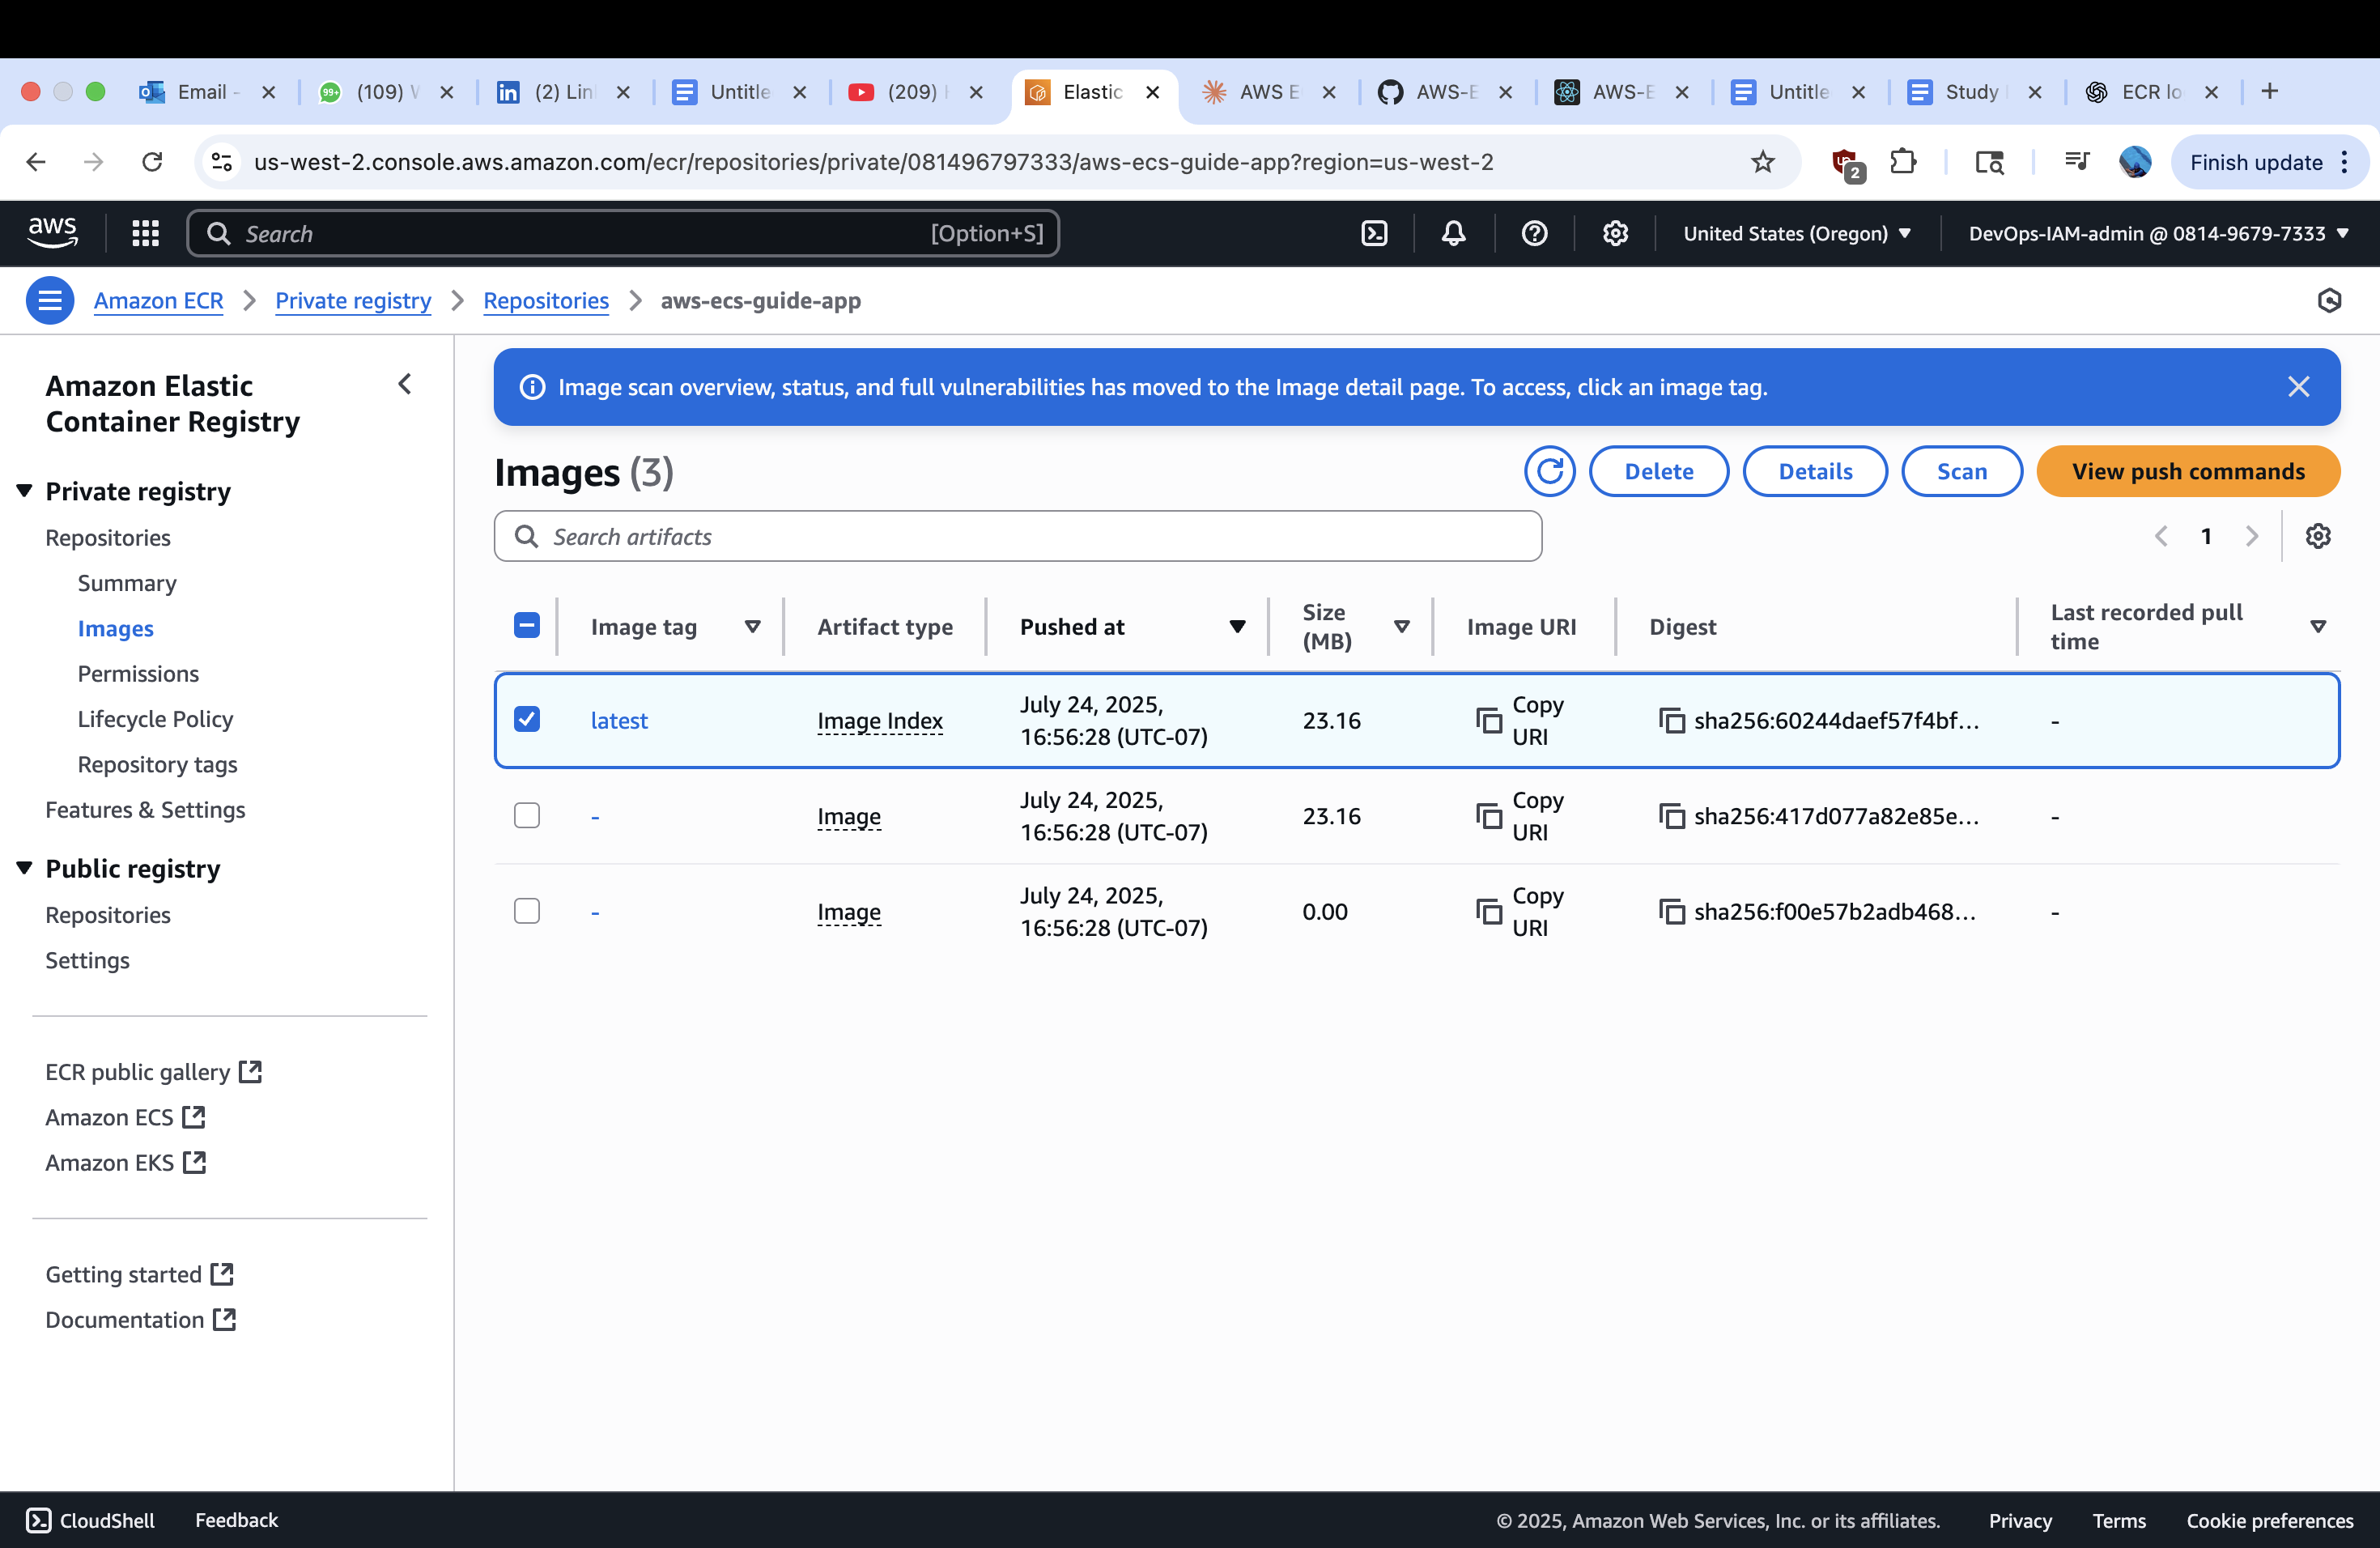 Email -
99+ (109) W
(2) Lin
Untitle
(209)
Elastic
AWS E
AWS-E
AWS-E
Untitle
Study
ECR lo
us-west-2.console.aws.amazon.com/ecr/repositories/private/081496797333/aws-ecs-guide-app?region=us-west-2
2
Finish update
aws
Search
[Option+S]
United States (Oregon)
DevOps-IAM-admin @ 0814-9679-7333
Amazon ECR
Private registry
Repositories
aws-ecs-guide-app
Amazon Elastic
Container Registry
Private registry
Repositories
Summary
Images
Permissions
Lifecycle Policy
Repository tags
Features & Settings
Public registry
Repositories
Settings
ECR public gallery
Amazon ECS
Amazon EKS
Getting started
Documentation
Image scan overview, status, and full vulnerabilities has moved to the Image detail page. To access, click an image tag.
Images (3)
Delete
Details
Scan
View push commands
Search artifacts
1
Image tag
Artifact type
Pushed at
Size
(MB)
Image URI
Digest
Last recorded pull
time
latest
Image Index
July 24, 2025,
16:56:28 (UTC-07)
23.16
Copy
URI
sha256:60244daef57f4bf...
-
-
Image
July 24, 2025,
16:56:28 (UTC-07)
23.16
Copy
URI
sha256:417d077a82e85e...
-
-
Image
July 24, 2025,
16:56:28 (UTC-07)
0.00
Copy
URI
sha256:f00e57b2adb468...
-
CloudShell
Feedback
© 2025, Amazon Web Services, Inc. or its affiliates.
Privacy
Terms
Cookie preferences